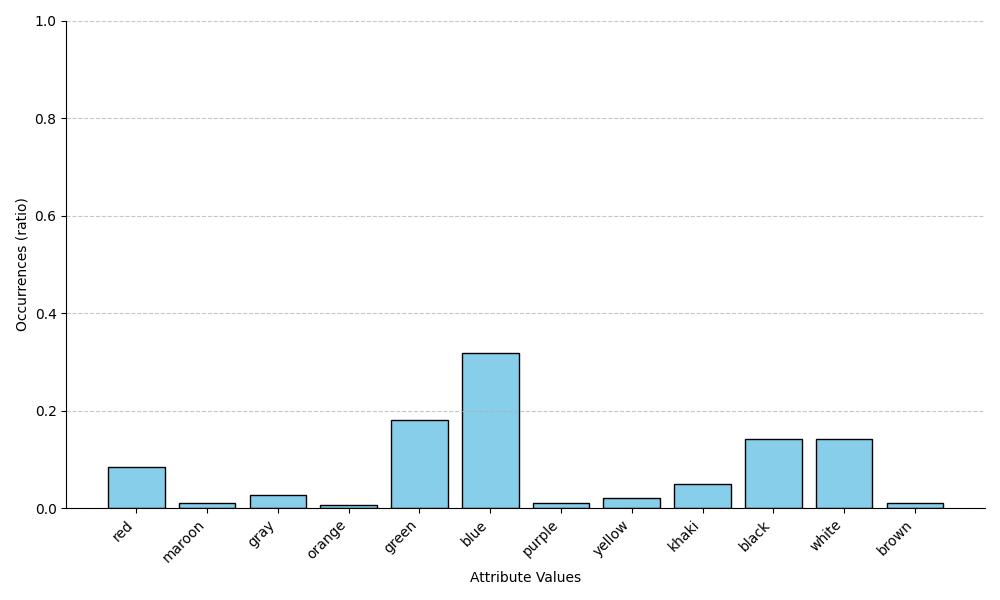 1.0
0.8
0.6
0.4
0.2
0.0
Occurrences (ratio)
red
maroon
gray
orange
green
blue
purple
yellow
khaki
black
white
brown
Attribute Values